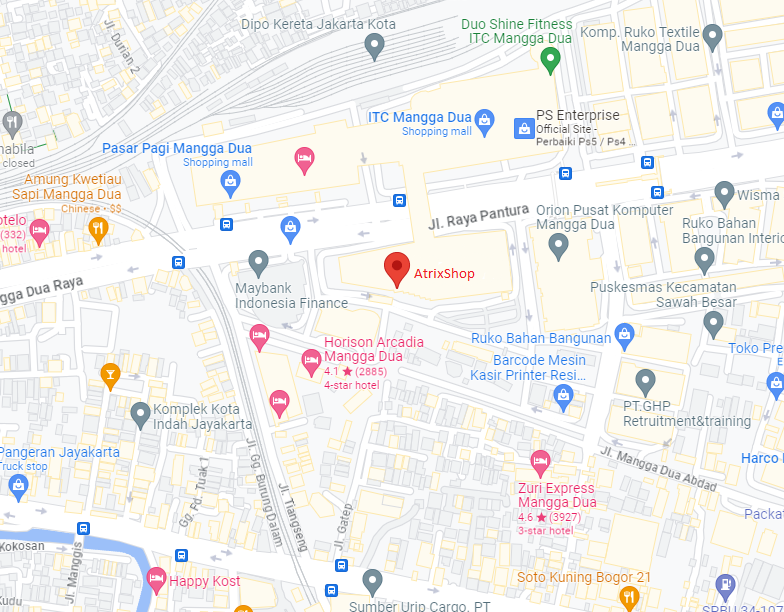 Dipo Kereta Jakarta Kota
Duo Shine Fitness
ITC Mangga Dua
Komp. Ruko Textile
Mangga Dua
Jl. Durian 2
ITC Mangga Dua
Shopping mall
PS Enterprise
Official Site -
Perbaiki Ps5 / Ps4 ...
nabila
closed
Pasar Pagi Mangga Dua
Shopping mall
Amung Kwetiau
Sapi Mangga Dua
Chinese · $$
otelo
(332)
hotel
Jl. Raya Pantura
Orion Pusat Komputer
Mangga Dua
Wisma
Ruko Bahan
Bangunan Interio
AtrixShop
Maybank
Indonesia Finance
gga Dua Raya
Puskesmas Kecamatan
Sawah Besar
Horison Arcadia
Mangga Dua
4.1 ★ (2885)
4-star hotel
Ruko Bahan Bangunan
Barcode Mesin
Kasir Printer Resi...
Toko Pre
E
PT.GHP
Retruitment&training
Komplek Kota
Indah Jayakarta
Pangeran Jayakarta
Truck stop
Jl. Gg. Burung Dalam
Gg. Fd. Tuak 1
Jl. Tiangseng
Jl. Gatep
Jl. Mangga Dua Abdad
Harco
Zuri Express
Mangga Dua
4.6 ★ (3927)
3-star hotel
Packa
Kokosan
Jl. Manggis
Happy Kost
Kudu
Sumber Urip Cargo, PT
Soto Kuning Bogor 21
SPBU 34-107